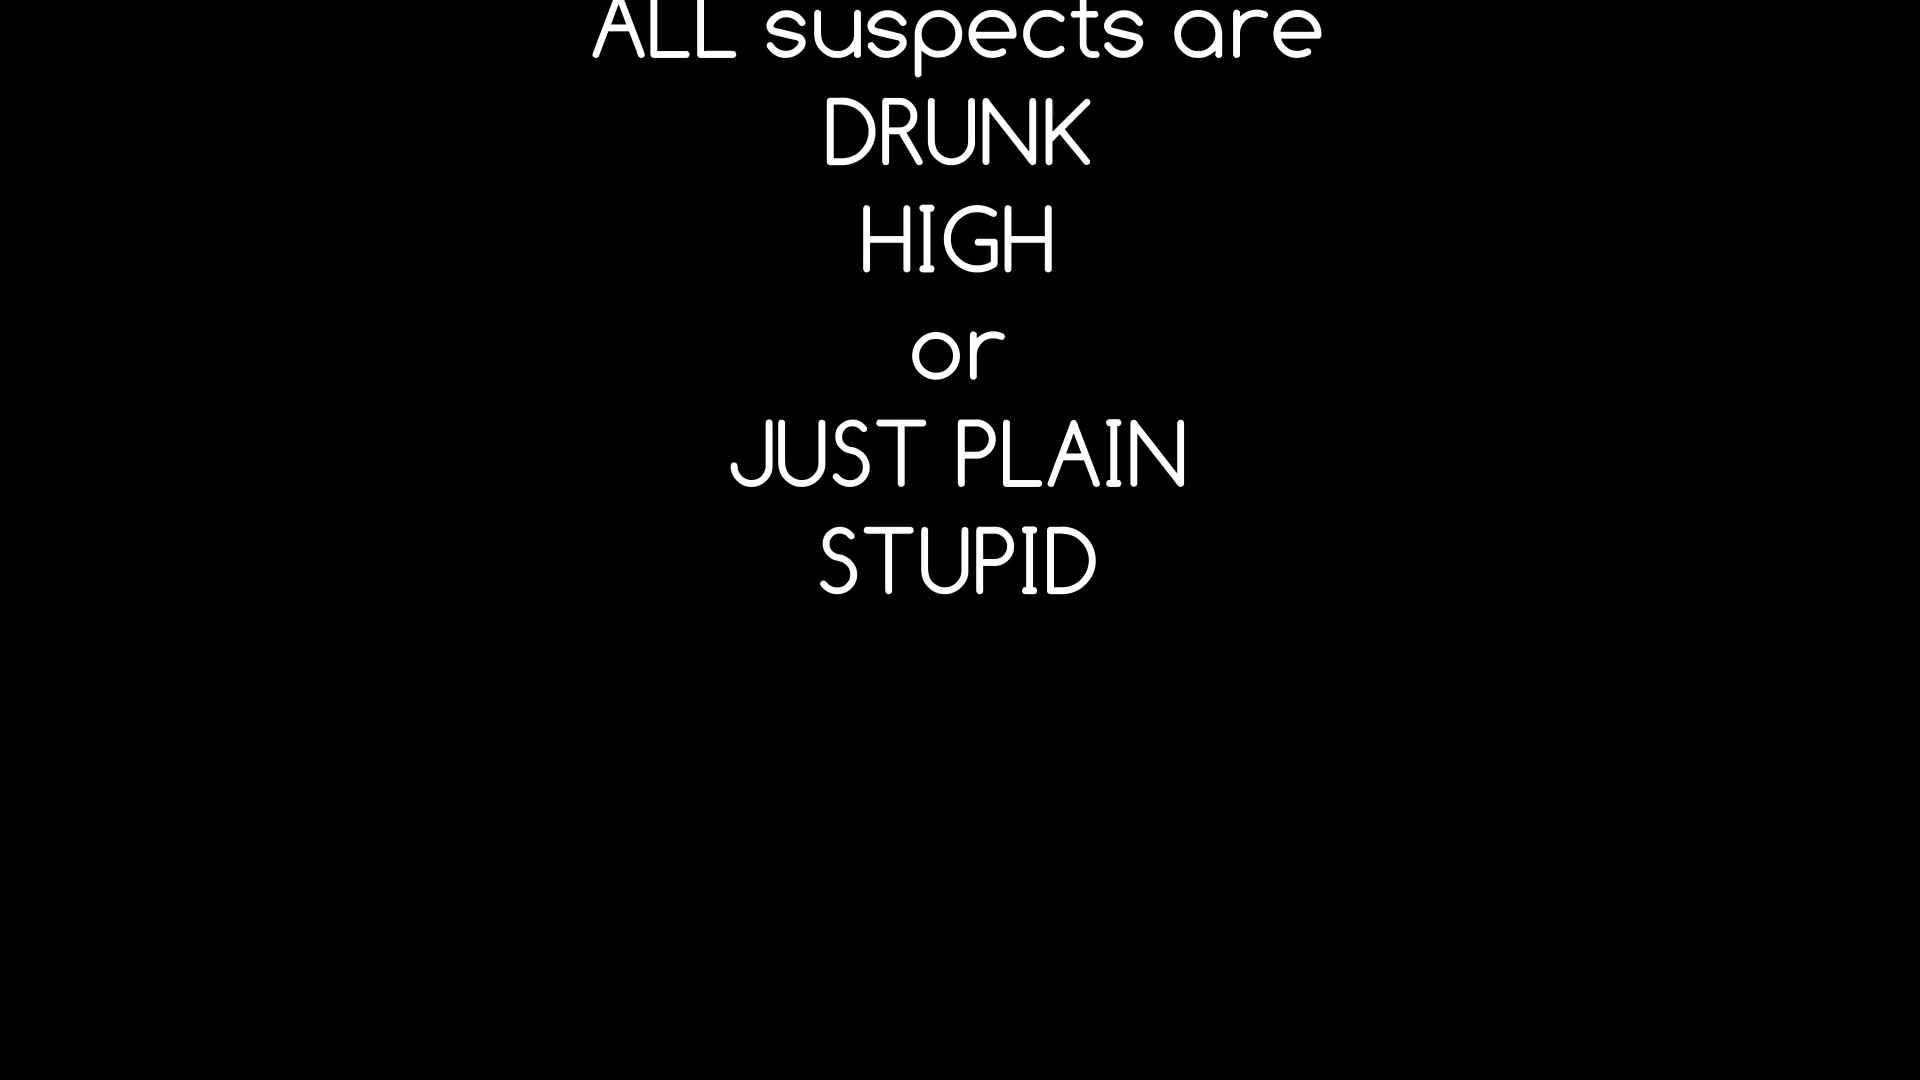 ALL suspects are
DRUNK
HIGH
or
JUST PLAIN
STUPID